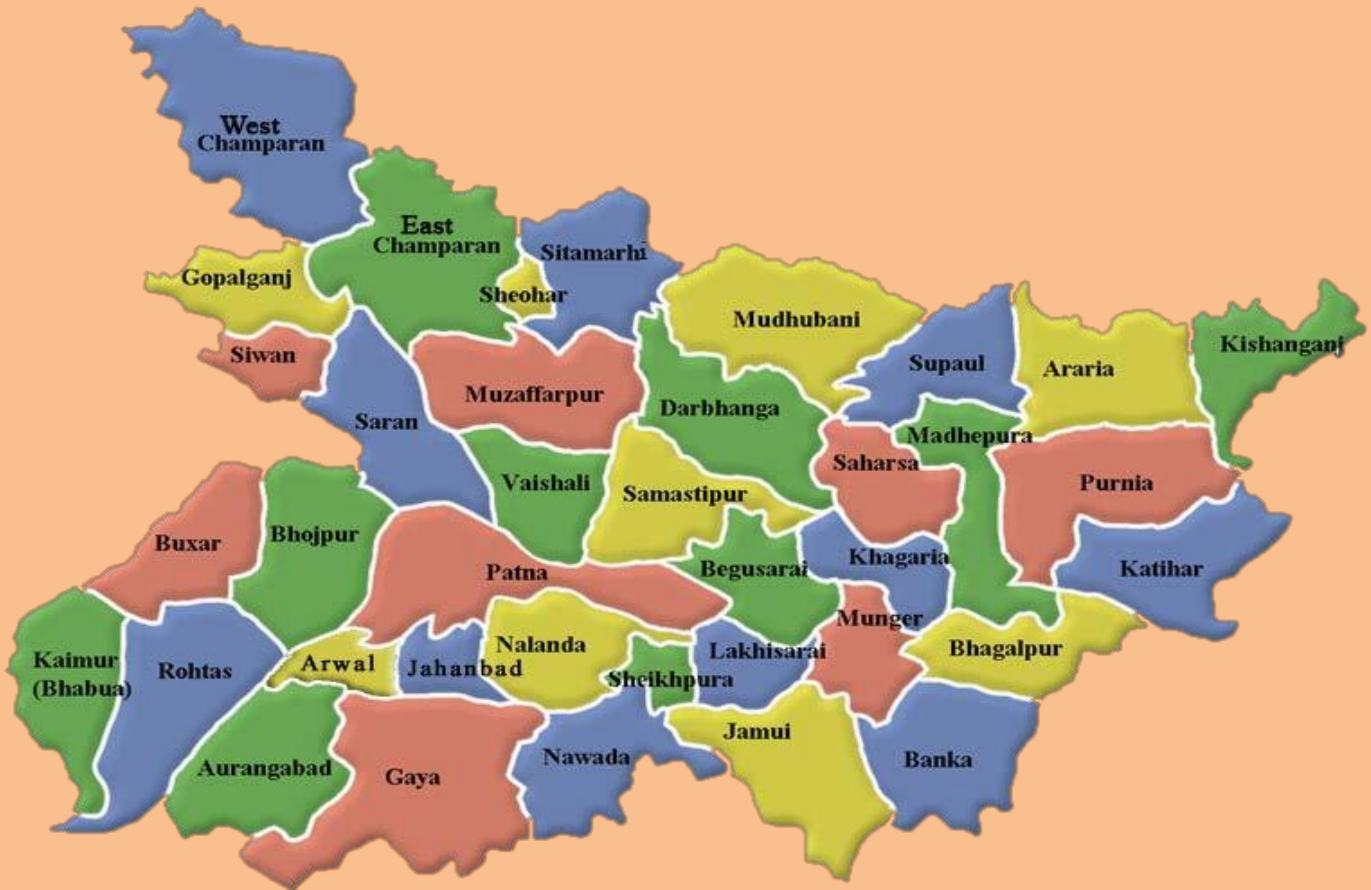 West
Champaran
East
Champaran
Sitamarhi
Gopalganj
Sheohar
Mudhubani
Siwan
Kishanganj
Supaul
Araria
Muzaffarpur
Darbhanga
Saran
Madhepura
Saharsa
Vaishali
Samastipur
Purnia
Buxar
Bhojpur
Patna
Begusarai
Khagaria
Katihar
Munger
Kaimur
(Bhabua)
Rohtas
Arwal
Jahanbad
Nalanda
Lakhisarai
Bhagalpur
Sheikhpura
Jamui
Aurangabad
Gaya
Nawada
Banka